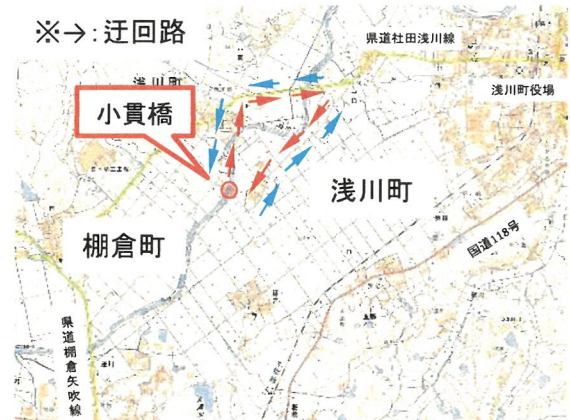 ※→:迂回路
県道社田浅川線
浅川町
浅川町役場
小貫橋
浅川町
棚倉町
国道118号
県道棚倉矢吹線